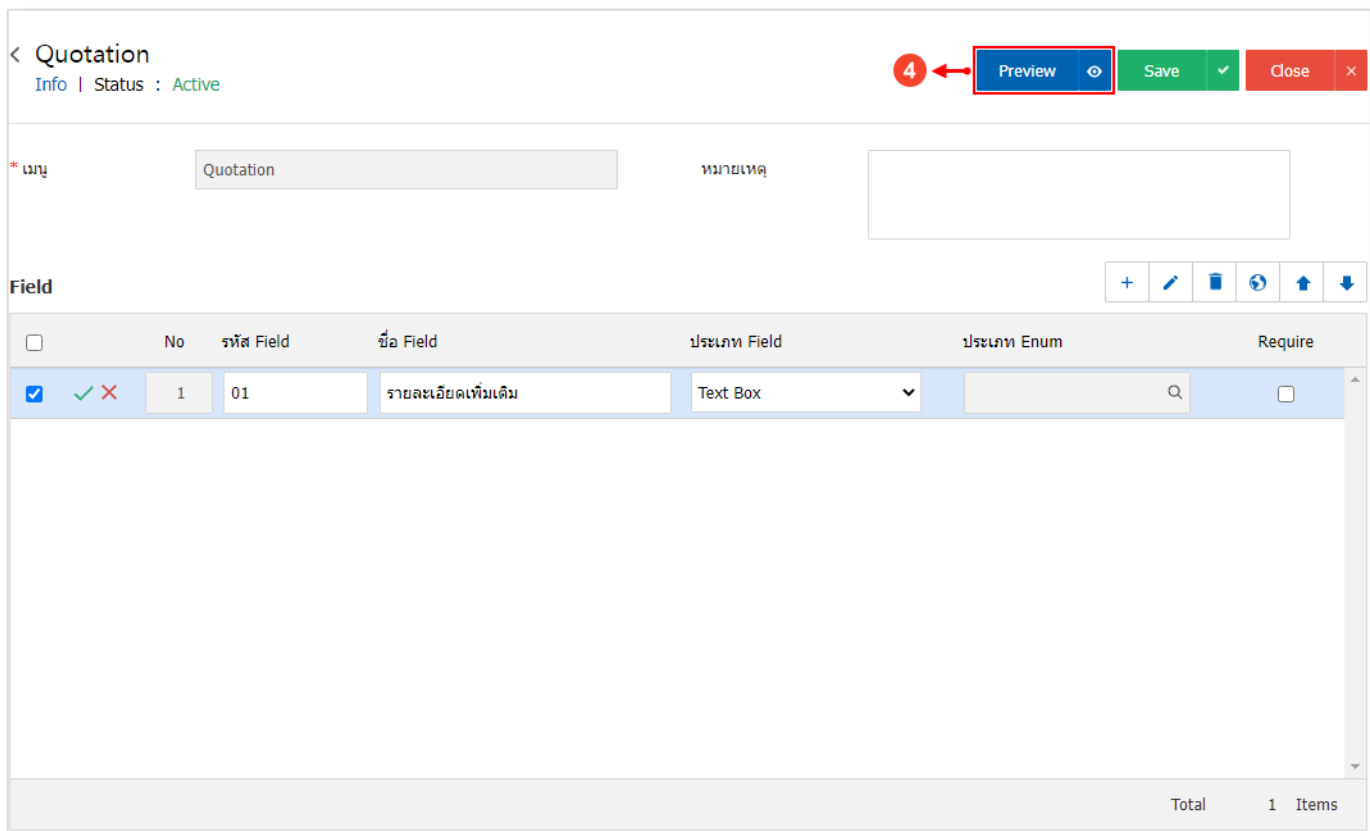 Quotation
Info | Status : Active
4 Preview Save Close
* เมนู Quotation หมายเหตุ
Field
No รหัส Field ชื่อ Field ประเภท Field ประเภท Enum Require
1 01 รายละเอียดเพิ่มเติม Text Box
Total 1 Items